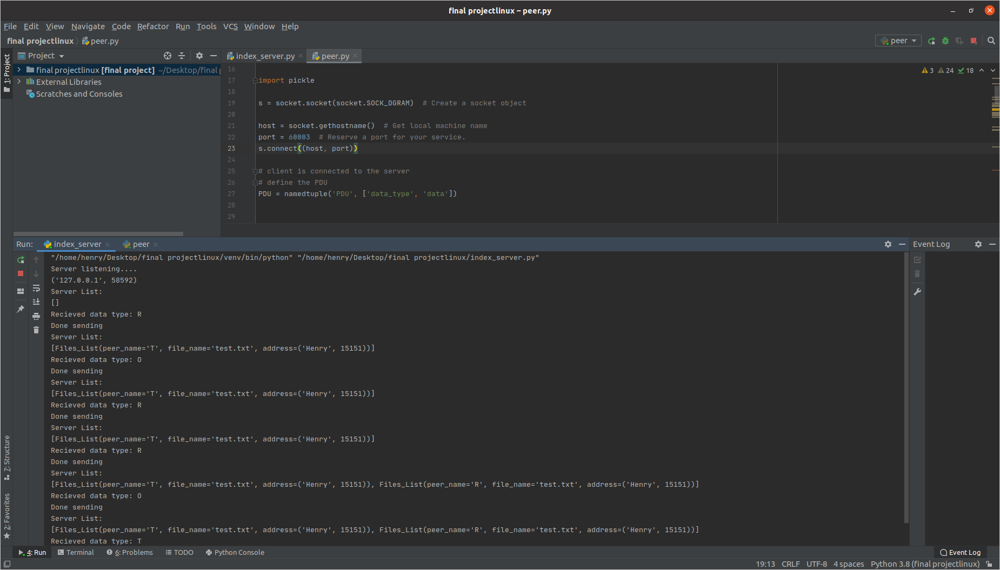 final projectlinux – peer.py
File Edit View Navigate Code Refactor Run Tools VCS Window Help
final projectlinux peer.py
peer
1: Project
Project
final projectlinux [final project] ~/Desktop/final p
External Libraries
Scratches and Consoles
index_server.py peer.py
3 24 18
16
17 import pickle
18
19 s = socket.socket(socket.SOCK_DGRAM)  # Create a socket object
20
21 host = socket.gethostname()  # Get local machine name
22 port = 60003  # Reserve a port for your service.
23 s.connect((host, port))
24
25 # client is connected to the server
26 # define the PDU
27 PDU = namedtuple('PDU', ['data_type', 'data'])
28
29
Run: index_server peer
Event Log
"/home/henry/Desktop/final projectlinux/venv/bin/python" "/home/henry/Desktop/final projectlinux/index_server.py"
Server listening....
('127.0.0.1', 58592)
Server List:
[]
Recieved data type: R
Done sending
Server List:
[Files_List(peer_name='T', file_name='test.txt', address=('Henry', 15151))]
Recieved data type: O
Done sending
Server List:
[Files_List(peer_name='T', file_name='test.txt', address=('Henry', 15151))]
Recieved data type: R
Done sending
Server List:
[Files_List(peer_name='T', file_name='test.txt', address=('Henry', 15151))]
Recieved data type: R
Done sending
Server List:
[Files_List(peer_name='T', file_name='test.txt', address=('Henry', 15151)), Files_List(peer_name='R', file_name='test.txt', address=('Henry', 15151))]
Recieved data type: O
Done sending
Server List:
[Files_List(peer_name='T', file_name='test.txt', address=('Henry', 15151)), Files_List(peer_name='R', file_name='test.txt', address=('Henry', 15151))]
Recieved data type: T
7: Structure
2: Favorites
4: Run Terminal 6: Problems TODO Python Console
Event Log
19:13 CRLF UTF-8 4 spaces Python 3.8 (final projectlinux)